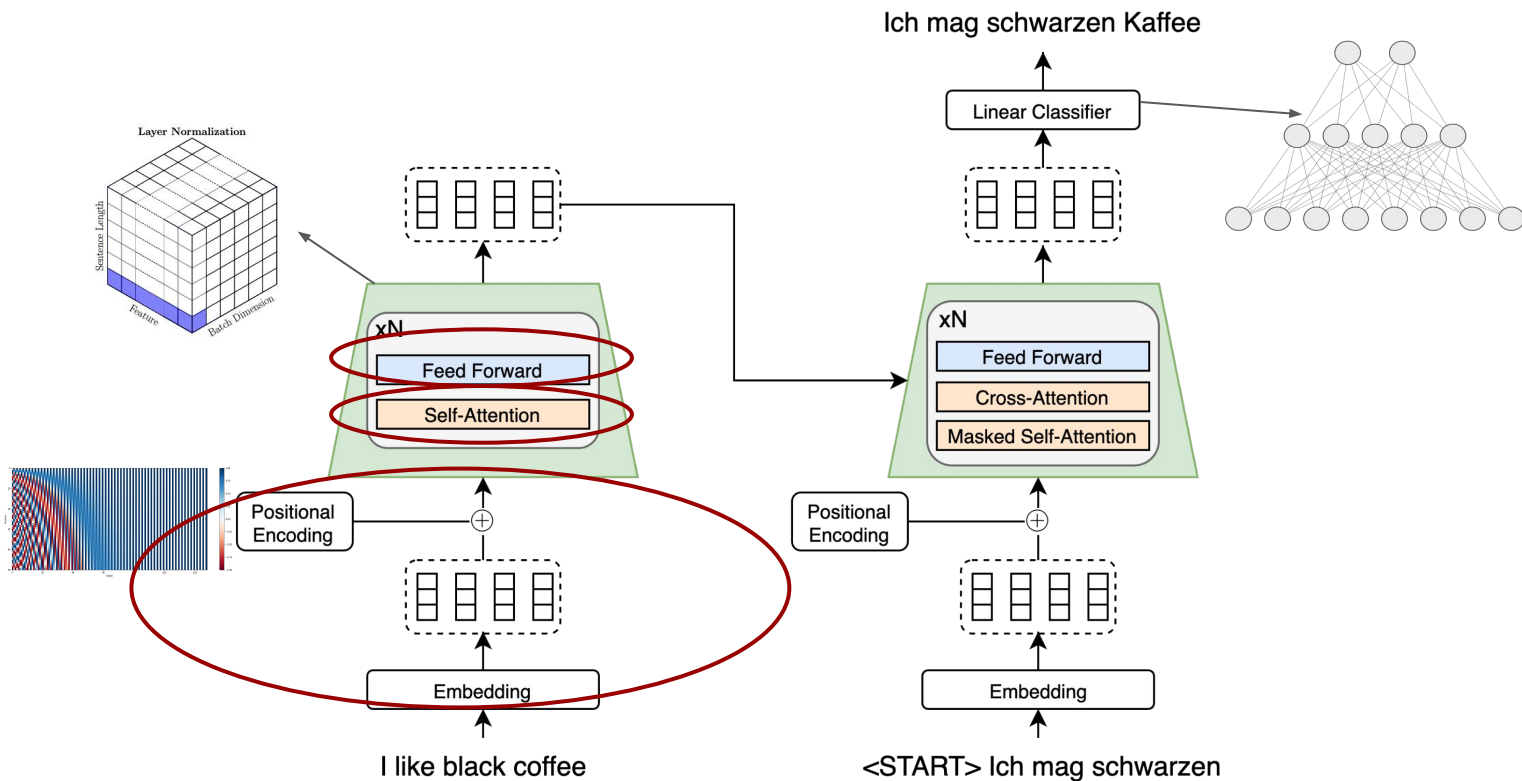 Ich mag schwarzen Kaffee
Linear Classifier
Layer Normalization
Sentence Length
Feature
Batch Dimension
xN
Feed Forward
Self-Attention
xN
Feed Forward
Cross-Attention
Masked Self-Attention
Positional
Encoding
Positional
Encoding
Embedding
Embedding
I like black coffee
<START> Ich mag schwarzen